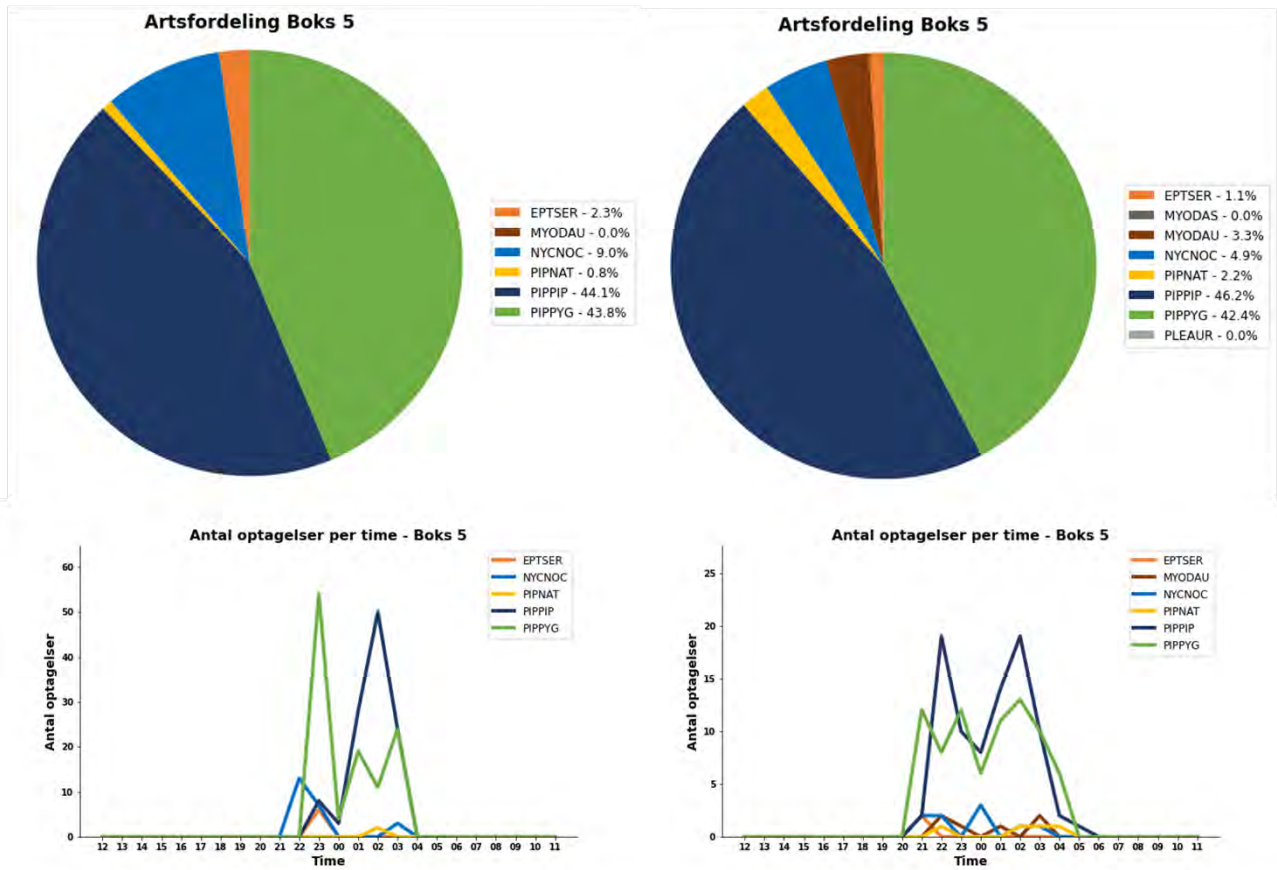 Artsfordeling Boks 5
EPTSER - 2.3%
MYODAU - 0.0%
NYCNOC - 9.0%
PIPNAT - 0.8%
PIPPIP - 44.1%
PIPPYG - 43.8%
Artsfordeling Boks 5
EPTSER - 1.1%
MYODAS - 0.0%
MYODAU - 3.3%
NYCNOC - 4.9%
PIPNAT - 2.2%
PIPPIP - 46.2%
PIPPYG - 42.4%
PLEAUR - 0.0%
Antal optagelser per time - Boks 5
EPTSER
NYCNOC
PIPNAT
PIPPIP
PIPPYG
Antal optagelser
60
50
40
30
20
10
0
12 13 14 15 16 17 18 19 20 21 22 23 00 01 02 03 04 05 06 07 08 09 10 11
Time
Antal optagelser per time - Boks 5
EPTSER
MYODAU
NYCNOC
PIPNAT
PIPPIP
PIPPYG
Antal optagelser
25
20
15
10
5
0
12 13 14 15 16 17 18 19 20 21 22 23 00 01 02 03 04 05 06 07 08 09 10 11
Time